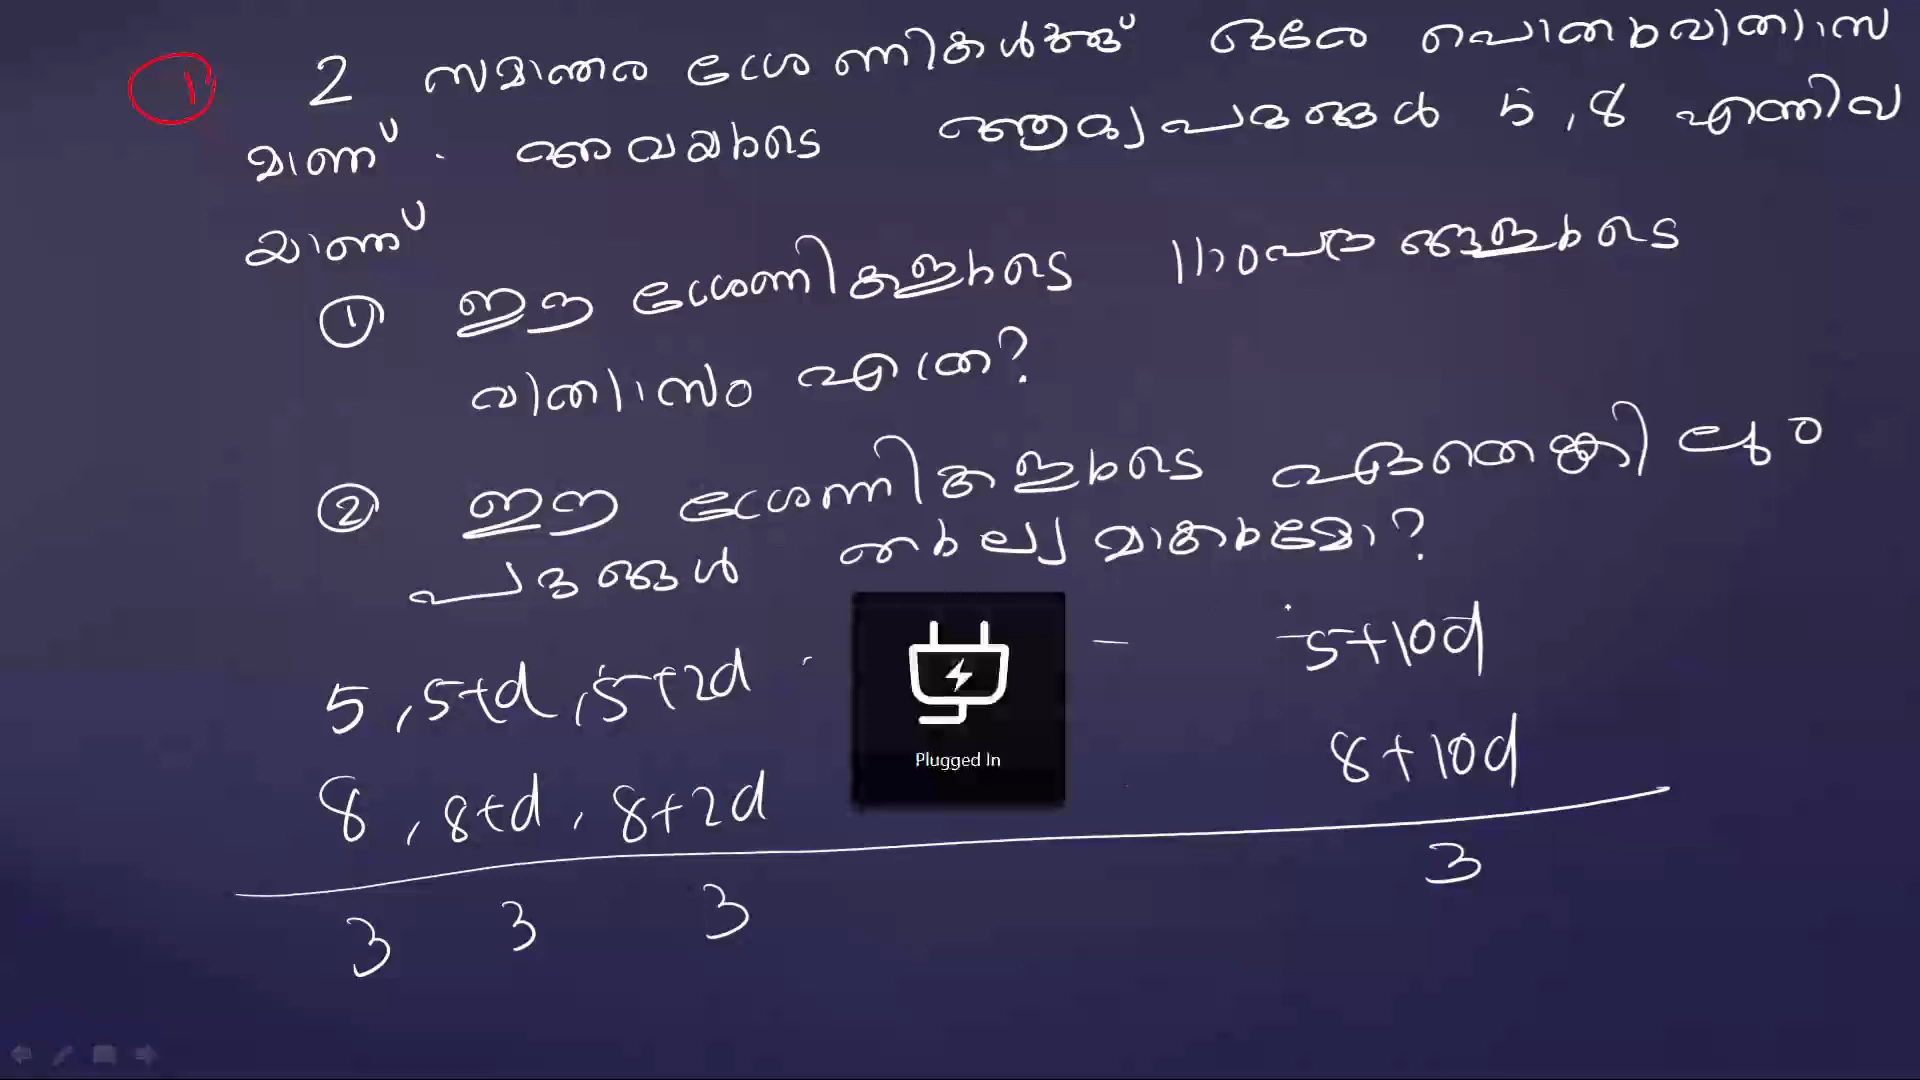 1 2 സമാന്തര ശ്രേണികൾക്ക് ഒരേ പൊതുവ്യത്യാസ
മാണ്. അവയുടെ ആദ്യപദങ്ങൾ 5, 8 എന്നിവ
യാണ്
① ഈ ശ്രേണികളുടെ 11ാംപദങ്ങളുടെ
വ്യത്യാസം എത്ര?
② ഈ ശ്രേണികളുടെ ഏതെങ്കിലും
പദങ്ങൾ തുല്യമാകുമോ?
5, 5+d, 5+2d - 5+10d
Plugged In
8, 8+d, 8+2d 8+10d
3 3 3 3